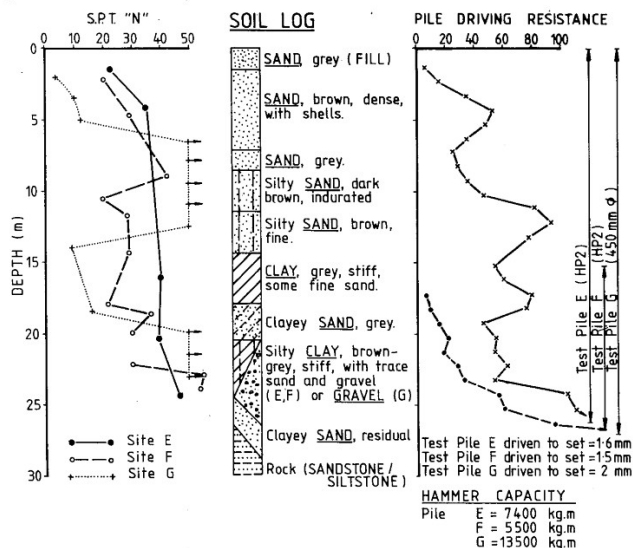 S.P.T. "N"
0 10 20 30 40 50 60
SOIL LOG
PILE DRIVING RESISTANCE
0 20 40 60 80 100
DEPTH (m)
0
5
10
15
20
25
30
SAND, grey (FILL)
SAND, brown, dense,
with shells.
SAND, grey.
Silty SAND, dark
brown, indurated
Silty SAND, brown,
fine.
CLAY, grey, stiff,
some fine sand.
Clayey SAND, grey.
Silty CLAY, brown-
grey, stiff, with trace
sand and gravel
(E,F) or GRAVEL (G)
Clayey SAND, residual
Rock (SANDSTONE/
SILTSTONE)
Site E
Site F
Site G
Test Pile E (HP2)
Test Pile F (HP2)
Test Pile G (450 mm φ)
Test Pile E driven to set =1·6mm
Test Pile F driven to set =1·5mm
Test Pile G driven to set = 2 mm
HAMMER CAPACITY
Pile E = 7400 kg.m
F = 5500 kg.m
G = 13500 kg.m